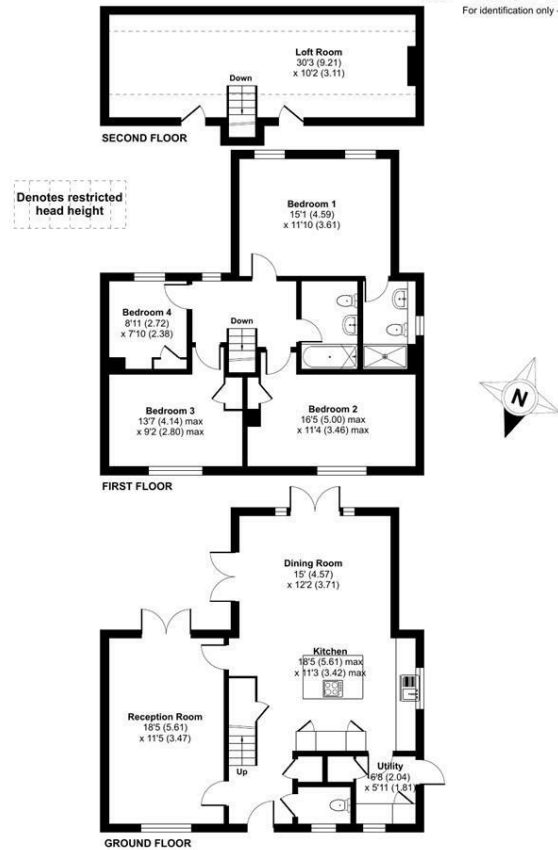 For identification only -
Loft Room
30'3 (9.21)
x 10'2 (3.11)
Down
SECOND FLOOR
Denotes restricted
head height
Bedroom 1
15'1 (4.59)
x 11'10 (3.61)
Bedroom 4
8'11 (2.72)
x 7'10 (2.38)
Down
Bedroom 3
13'7 (4.14) max
x 9'2 (2.80) max
Bedroom 2
16'5 (5.00) max
x 11'4 (3.46) max
N
FIRST FLOOR
Dining Room
15' (4.57)
x 12'2 (3.71)
Kitchen
18'5 (5.61) max
x 11'3 (3.42) max
Reception Room
18'5 (5.61)
x 11'5 (3.47)
Up
Utility
6'8 (2.04)
x 5'11 (1.81)
GROUND FLOOR